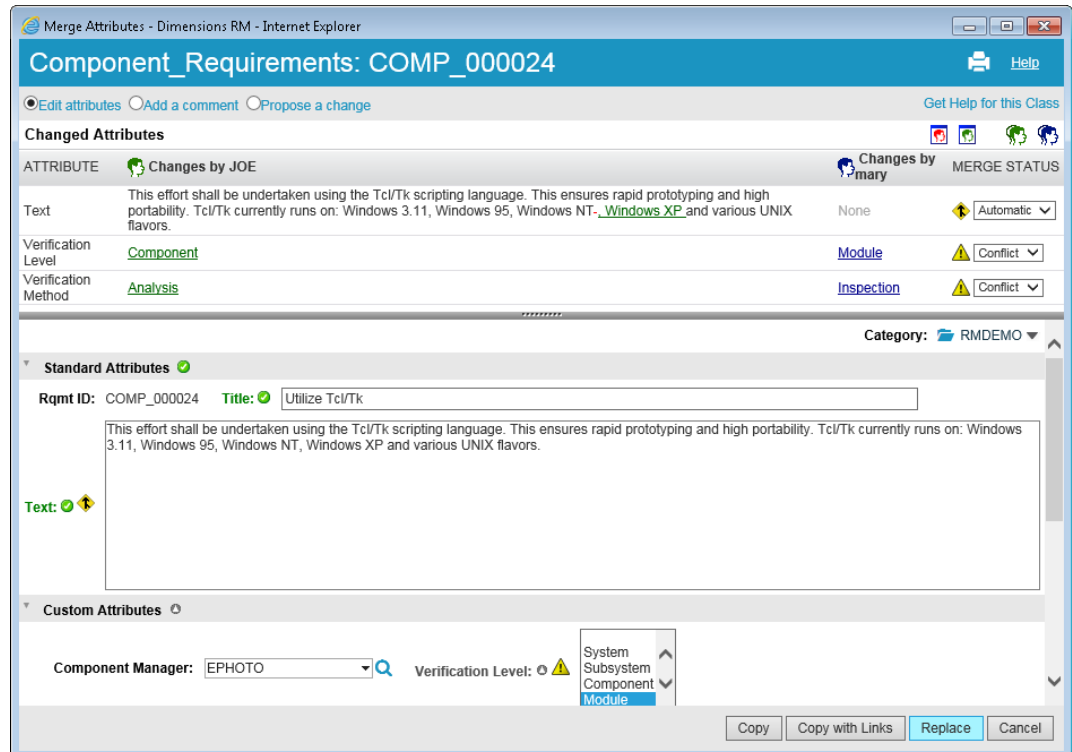 Merge Attributes - Dimensions RM - Internet Explorer
Component_Requirements: COMP_000024
Help
Edit attributes Add a comment Propose a change
Get Help for this Class
Changed Attributes
ATTRIBUTE
Changes by JOE
Changes by
mary
MERGE STATUS
Text
This effort shall be undertaken using the Tcl/Tk scripting language. This ensures rapid prototyping and high
portability. Tcl/Tk currently runs on: Windows 3.11, Windows 95, Windows NT-, Windows XP and various UNIX
flavors.
None
Automatic
Verification
Level
Component
Module
Conflict
Verification
Method
Analysis
Inspection
Conflict
Category: RMDEMO
Standard Attributes
Rqmt ID: COMP_000024 Title: Utilize Tcl/Tk
Text:
This effort shall be undertaken using the Tcl/Tk scripting language. This ensures rapid prototyping and high portability. Tcl/Tk currently runs on: Windows
3.11, Windows 95, Windows NT, Windows XP and various UNIX flavors.
Custom Attributes
Component Manager: EPHOTO
Verification Level:
System
Subsystem
Component
Module
Copy
Copy with Links
Replace
Cancel